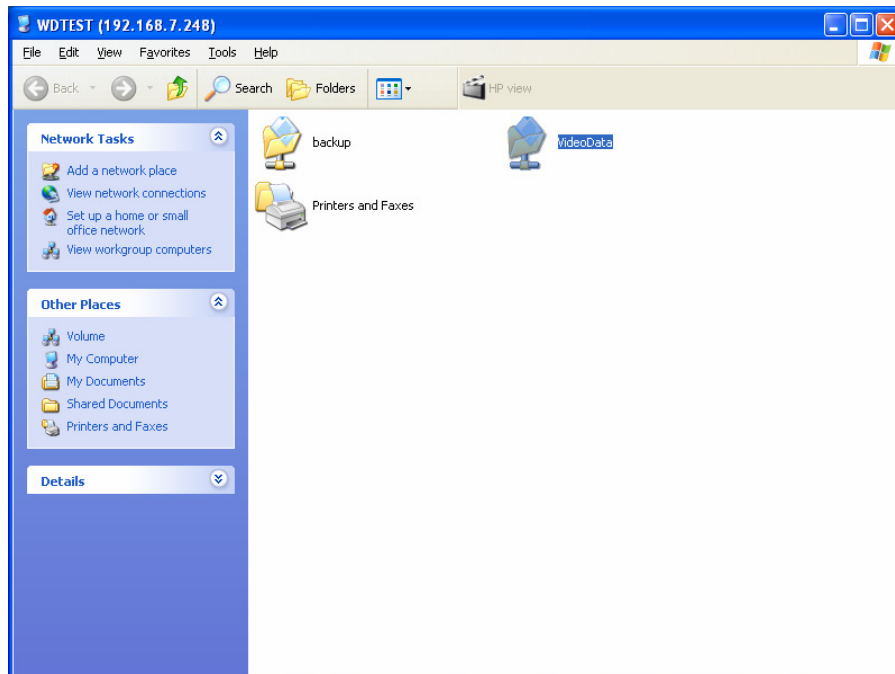 WDTEST (192.168.7.248)
File Edit View Favorites Tools Help
Back Search Folders HP view
Network Tasks
Add a network place
View network connections
Set up a home or small
office network
View workgroup computers
Other Places
Volume
My Computer
My Documents
Shared Documents
Printers and Faxes
Details
backup VideoData
Printers and Faxes